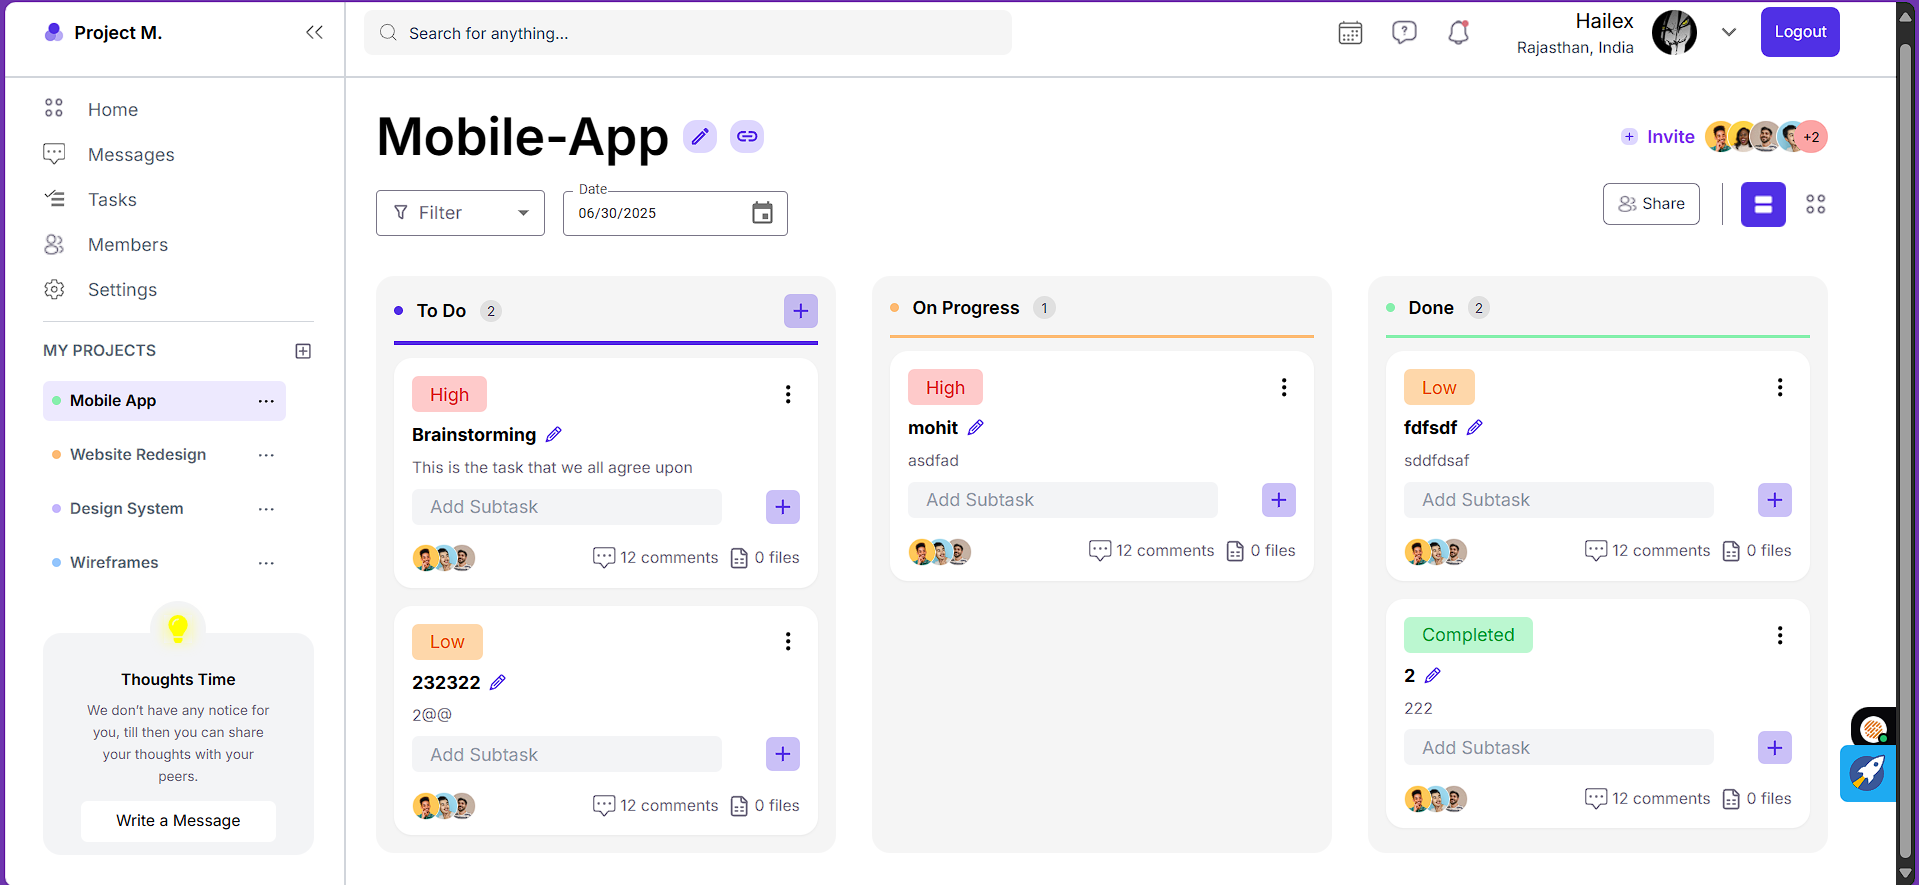 Project M.
Search for anything...
Hailex
Rajasthan, India
Logout
Home
Messages
Tasks
Members
Settings
MY PROJECTS
Mobile App
Website Redesign
Design System
Wireframes
Thoughts Time
We don't have any notice for
you, till then you can share
your thoughts with your
peers.
Write a Message
Mobile-App
+ Invite
+2
Filter
Date
06/30/2025
Share
To Do 2
High
Brainstorming
This is the task that we all agree upon
Add Subtask
12 comments 0 files
Low
232322
2@@
Add Subtask
12 comments 0 files
On Progress 1
High
mohit
asdfad
Add Subtask
12 comments 0 files
Done 2
Low
fdfsdf
sddfdsaf
Add Subtask
12 comments 0 files
Completed
2
222
Add Subtask
12 comments 0 files